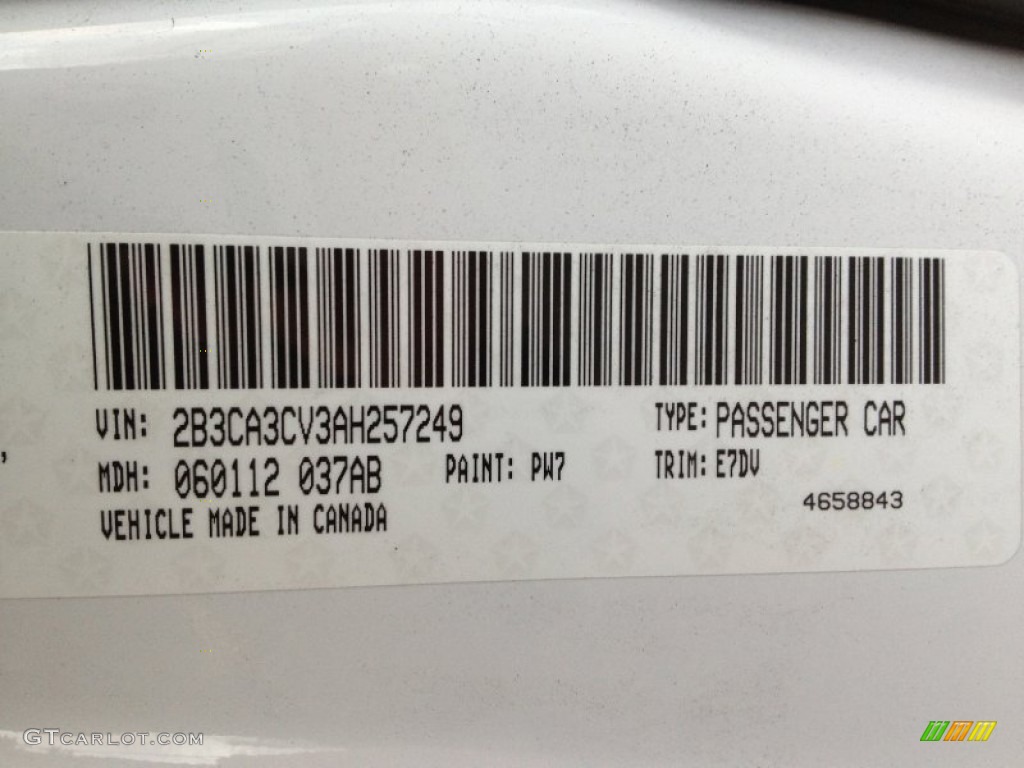 VIN: 2B3CA3CV3AH257249 TYPE: PASSENGER CAR
MDH: 060112 037AB PAINT: PW7 TRIM: E7DV
4658843
VEHICLE MADE IN CANADA
GTCARLOT.COM